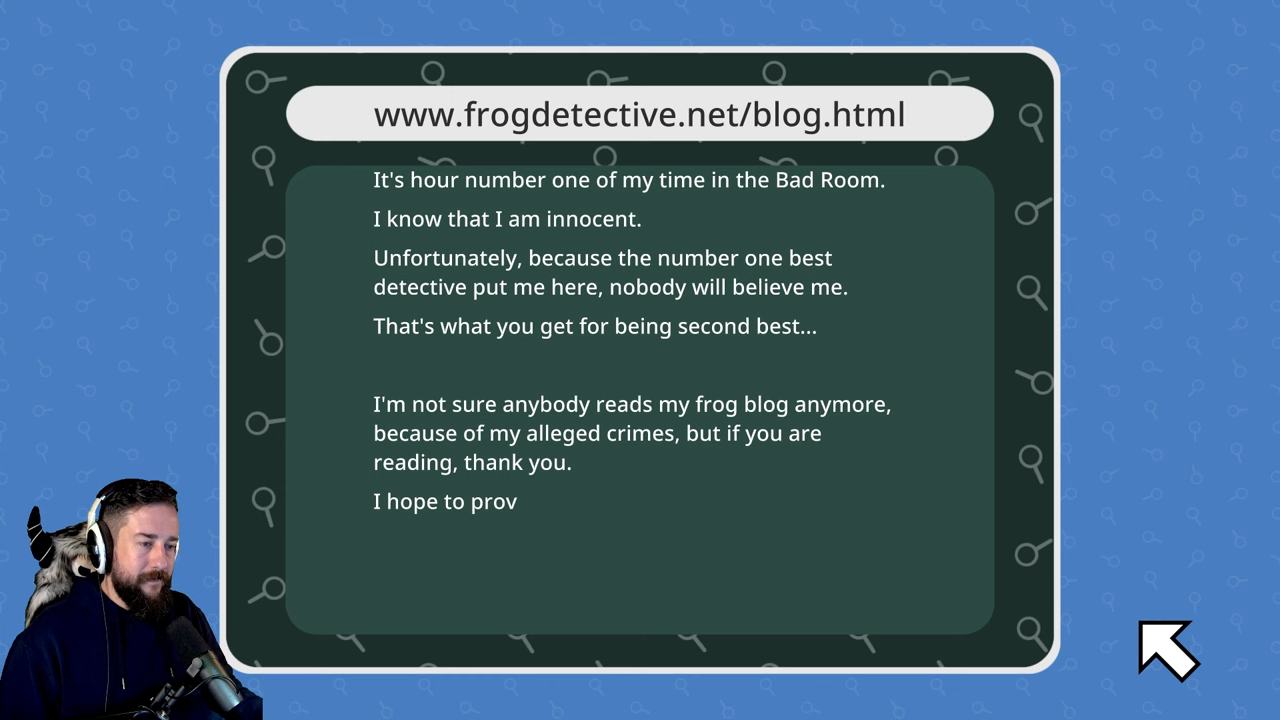 www.frogdetective.net/blog.html
It's hour number one of my time in the Bad Room.
I know that I am innocent.
Unfortunately, because the number one best
detective put me here, nobody will believe me.
That's what you get for being second best...
I'm not sure anybody reads my frog blog anymore,
because of my alleged crimes, but if you are
reading, thank you.
I hope to prov